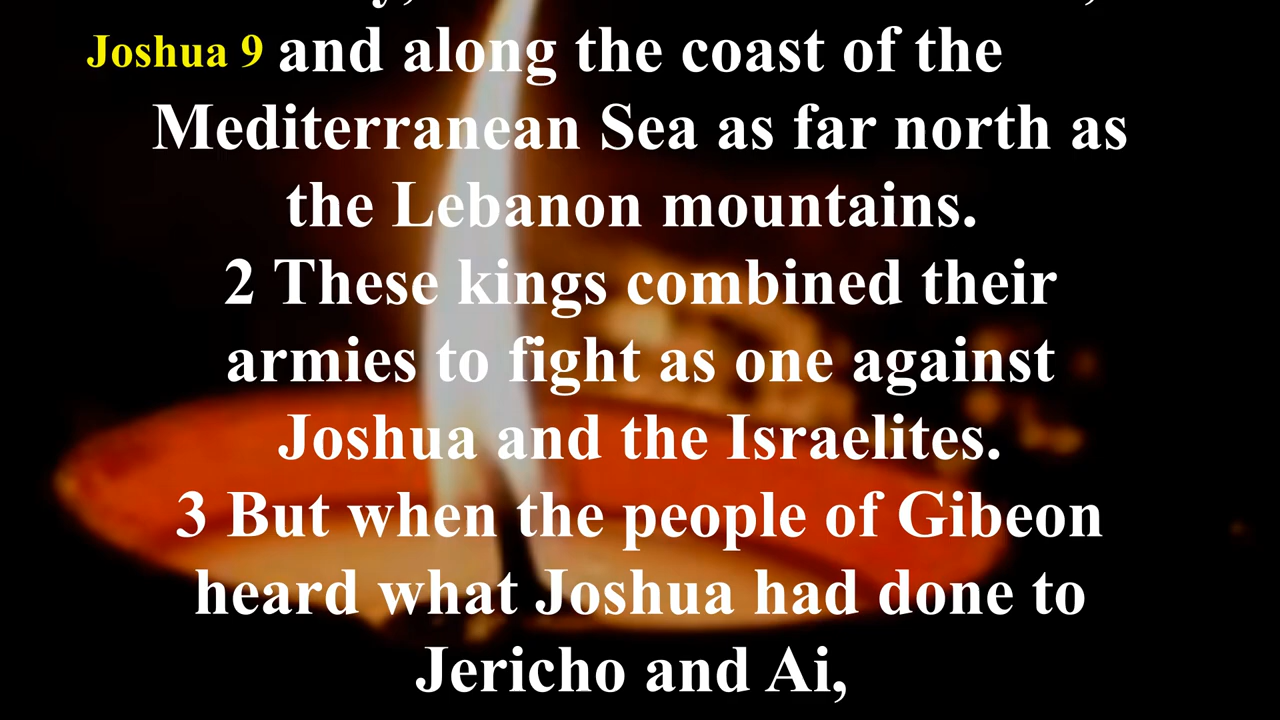 Joshua 9 and along the coast of the
Mediterranean Sea as far north as
the Lebanon mountains.
2 These kings combined their
armies to fight as one against
Joshua and the Israelites.
3 But when the people of Gibeon
heard what Joshua had done to
Jericho and Ai,